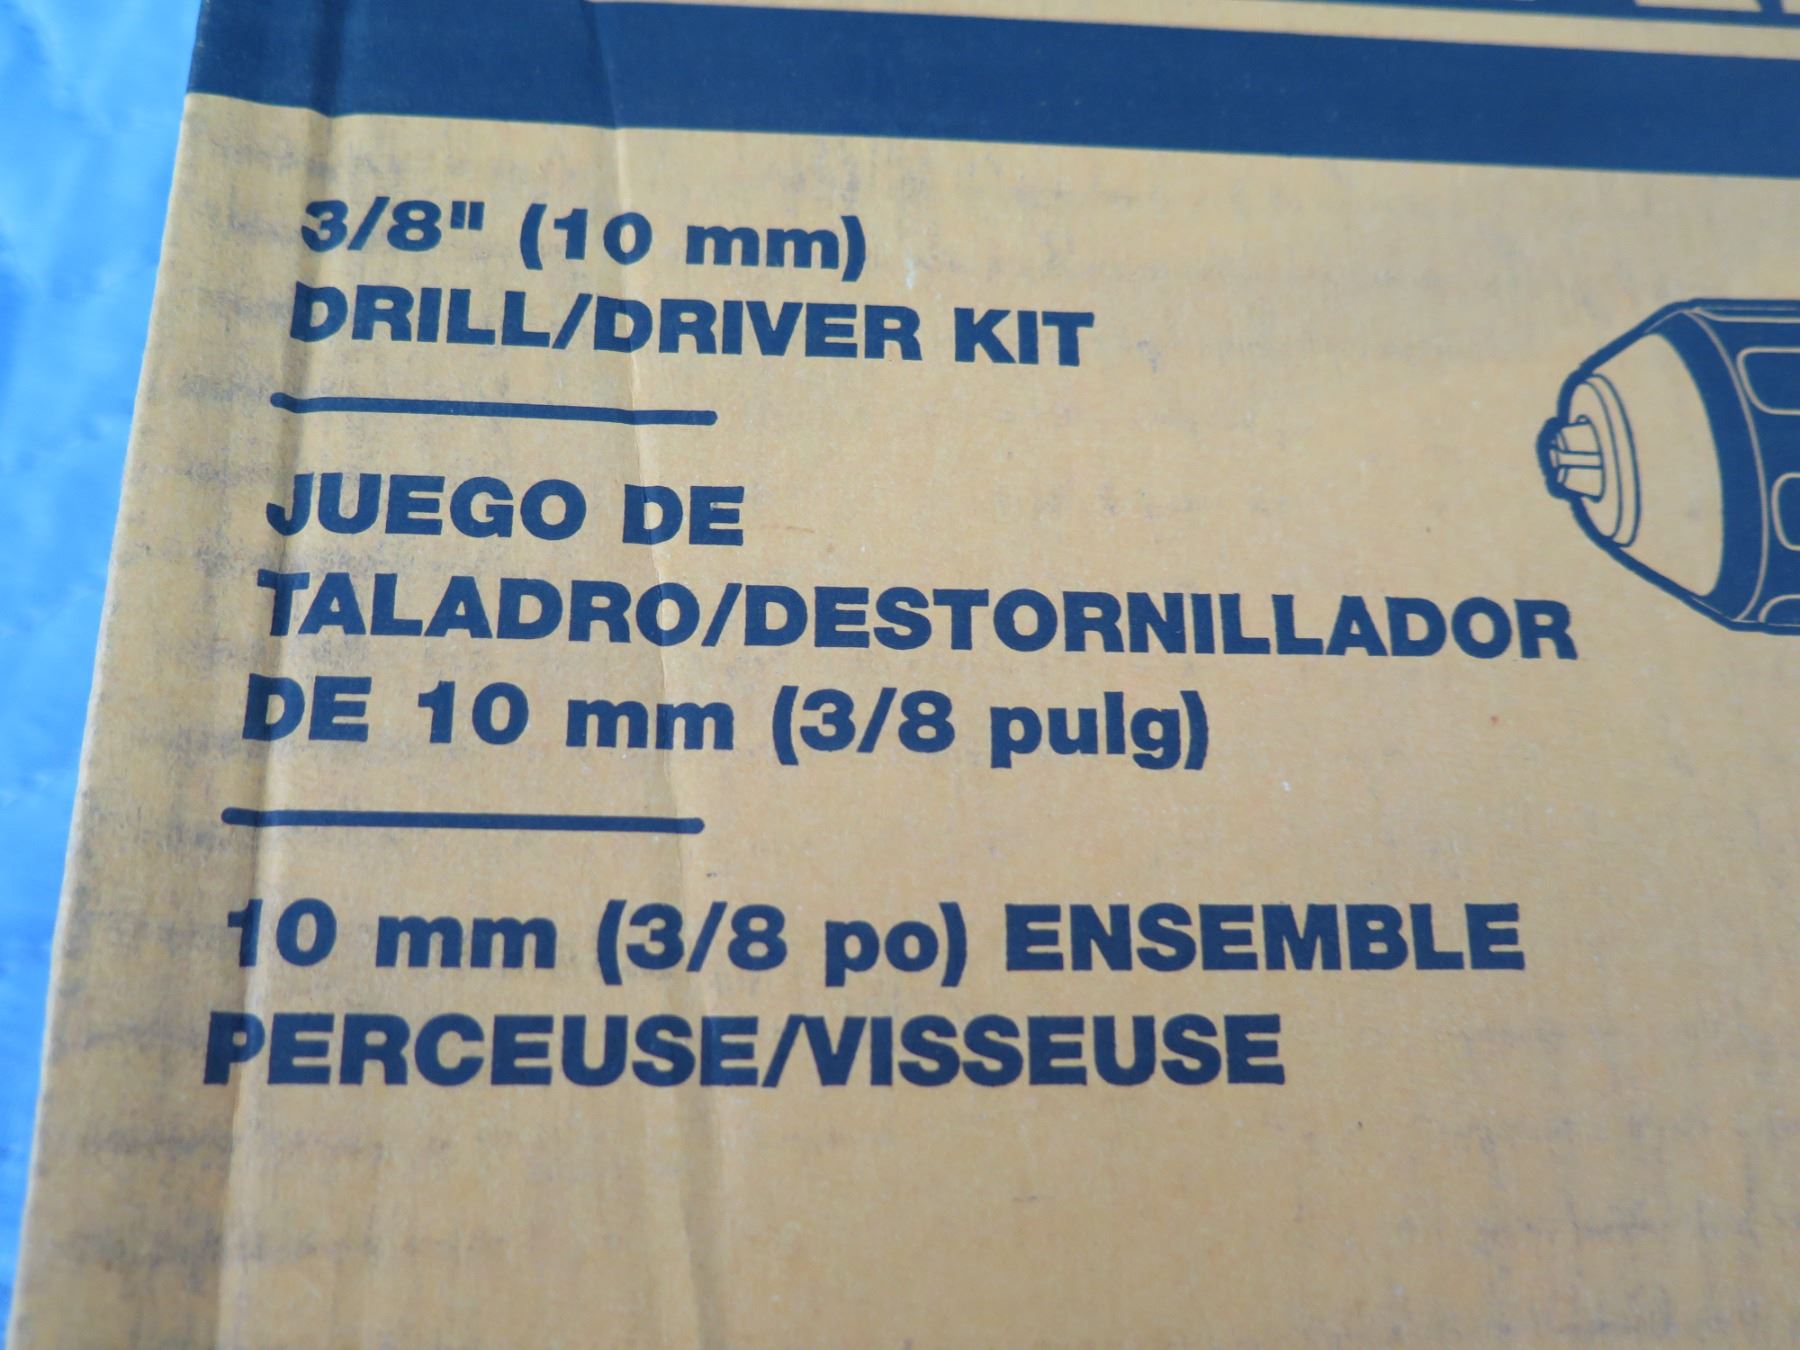 3/8" (10 mm)
DRILL/DRIVER KIT
JUEGO DE
TALADRO/DESTORNILLADOR
DE 10 mm (3/8 pulg)
10 mm (3/8 po) ENSEMBLE
PERCEUSE/VISSEUSE